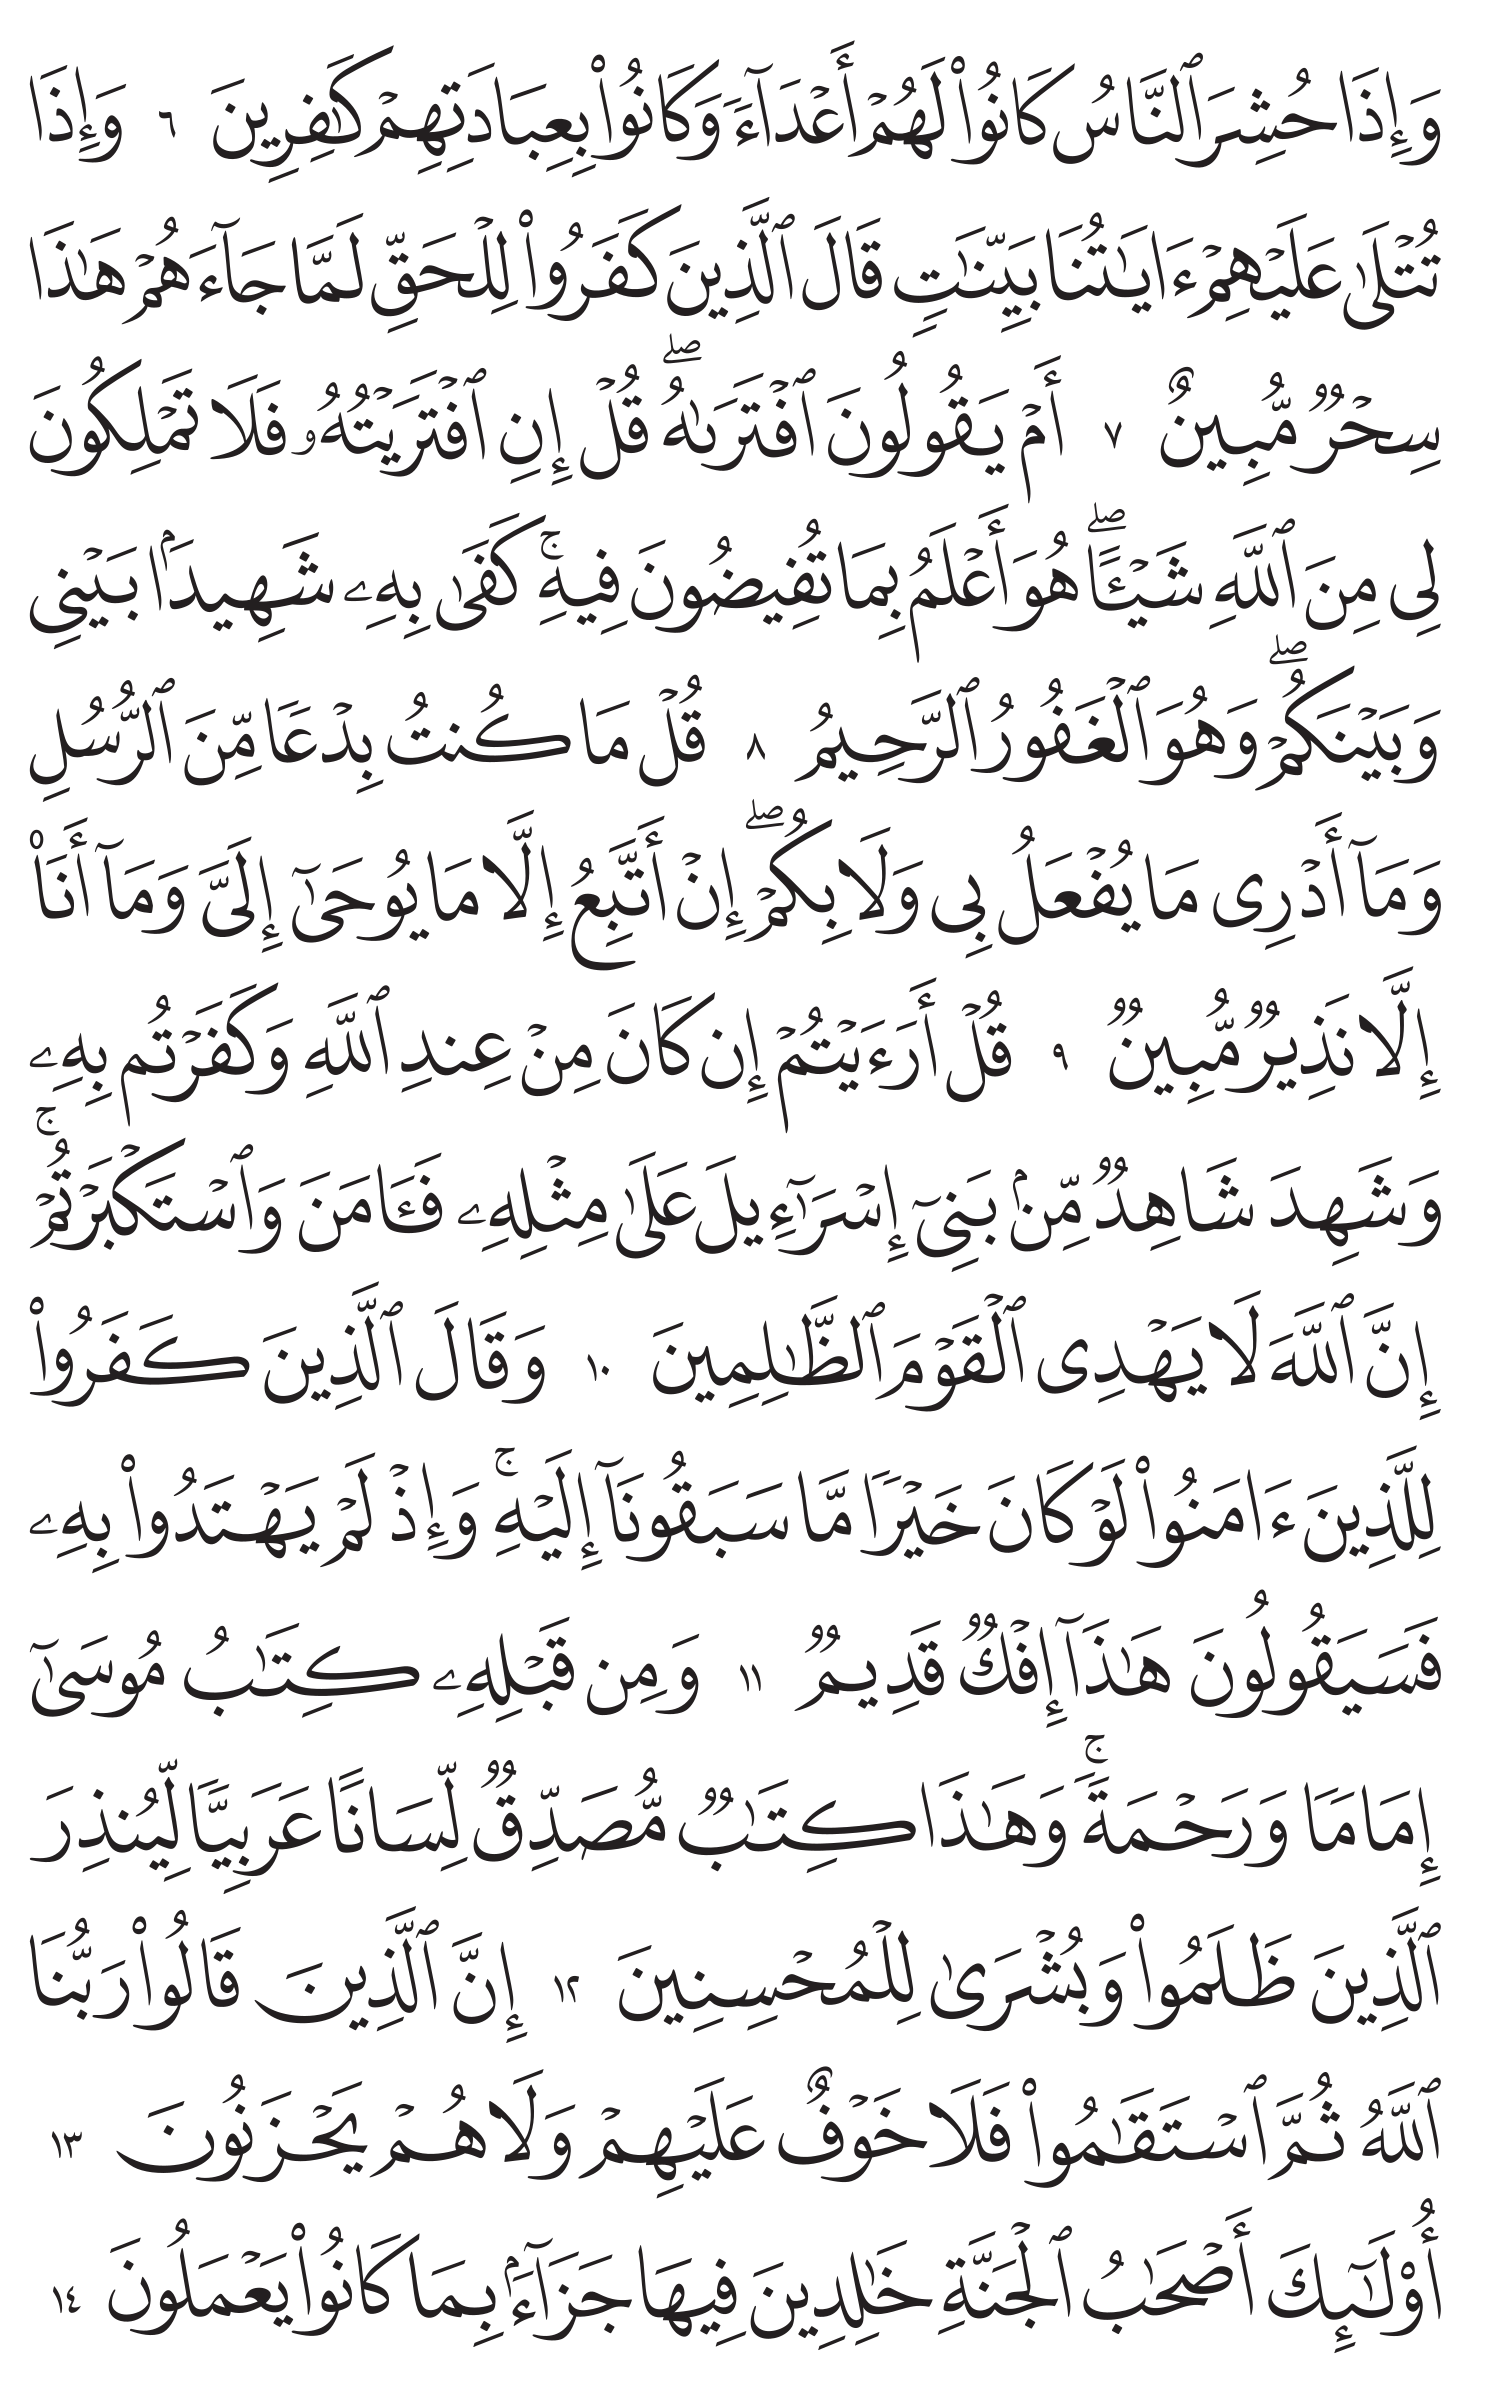 وَإِذَا حُشِرَ ٱلنَّاسُ كَانُوا۟ لَهُمْ أَعْدَآءً وَكَانُوا۟ بِعِبَادَتِهِمْ كَـٰفِرِينَ ٦ وَإِذَا
تُتْلَىٰ عَلَيْهِمْ ءَايَـٰتُنَا بَيِّنَـٰتٍ قَالَ ٱلَّذِينَ كَفَرُوا۟ لِلْحَقِّ لَمَّا جَآءَهُمْ هَـٰذَا
سِحْرٌ مُّبِينٌ ٧ أَمْ يَقُولُونَ ٱفْتَرَىٰهُ ۖ قُلْ إِنِ ٱفْتَرَيْتُهُۥ فَلَا تَمْلِكُونَ
لِى مِنَ ٱللَّهِ شَيْـًٔا ۖ هُوَ أَعْلَمُ بِمَا تُفِيضُونَ فِيهِ ۚ كَفَىٰ بِهِۦ شَهِيدًۢا بَيْنِى
وَبَيْنَكُمْ ۖ وَهُوَ ٱلْغَفُورُ ٱلرَّحِيمُ ٨ قُلْ مَا كُنتُ بِدْعًا مِّنَ ٱلرُّسُلِ
وَمَآ أَدْرِى مَا يُفْعَلُ بِى وَلَا بِكُمْ ۖ إِنْ أَتَّبِعُ إِلَّا مَا يُوحَىٰٓ إِلَىَّ وَمَآ أَنَا۠
إِلَّا نَذِيرٌ مُّبِينٌ ٩ قُلْ أَرَءَيْتُمْ إِن كَانَ مِنْ عِندِ ٱللَّهِ وَكَفَرْتُم بِهِۦ
وَشَهِدَ شَاهِدٌ مِّنۢ بَنِىٓ إِسْرَٰٓءِيلَ عَلَىٰ مِثْلِهِۦ فَـَٔامَنَ وَٱسْتَكْبَرْتُمْ ۚ
إِنَّ ٱللَّهَ لَا يَهْدِى ٱلْقَوْمَ ٱلظَّـٰلِمِينَ ١٠ وَقَالَ ٱلَّذِينَ كَفَرُوا۟
لِلَّذِينَ ءَامَنُوا۟ لَوْ كَانَ خَيْرًا مَّا سَبَقُونَآ إِلَيْهِ ۚ وَإِذْ لَمْ يَهْتَدُوا۟ بِهِۦ
فَسَيَقُولُونَ هَـٰذَآ إِفْكٌ قَدِيمٌ ١١ وَمِن قَبْلِهِۦ كِتَـٰبُ مُوسَىٰٓ
إِمَامًا وَرَحْمَةً ۚ وَهَـٰذَا كِتَـٰبٌ مُّصَدِّقٌ لِّسَانًا عَرَبِيًّا لِّيُنذِرَ
ٱلَّذِينَ ظَلَمُوا۟ وَبُشْرَىٰ لِلْمُحْسِنِينَ ١٢ إِنَّ ٱلَّذِينَ قَالُوا۟ رَبُّنَا
ٱللَّهُ ثُمَّ ٱسْتَقَـٰمُوا۟ فَلَا خَوْفٌ عَلَيْهِمْ وَلَا هُمْ يَحْزَنُونَ ١٣
أُو۟لَـٰٓئِكَ أَصْحَـٰبُ ٱلْجَنَّةِ خَـٰلِدِينَ فِيهَا جَزَآءًۢ بِمَا كَانُوا۟ يَعْمَلُونَ ١٤